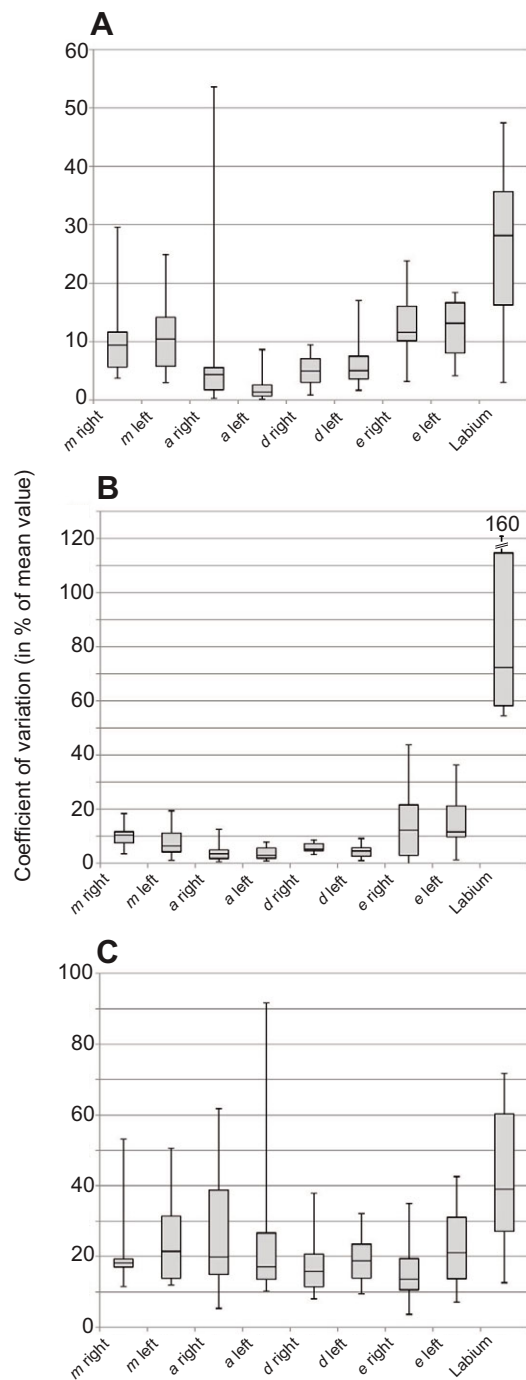 A
60
50
40
30
20
10
0
m right
m left
a right
a left
d right
d left
e right
e left
Labium
Coefficient of variation (in % of mean value)
B
160
120
100
80
60
40
20
0
m right
m left
a right
a left
d right
d left
e right
e left
Labium
C
100
80
60
40
20
0
m right
m left
a right
a left
d right
d left
e right
e left
Labium